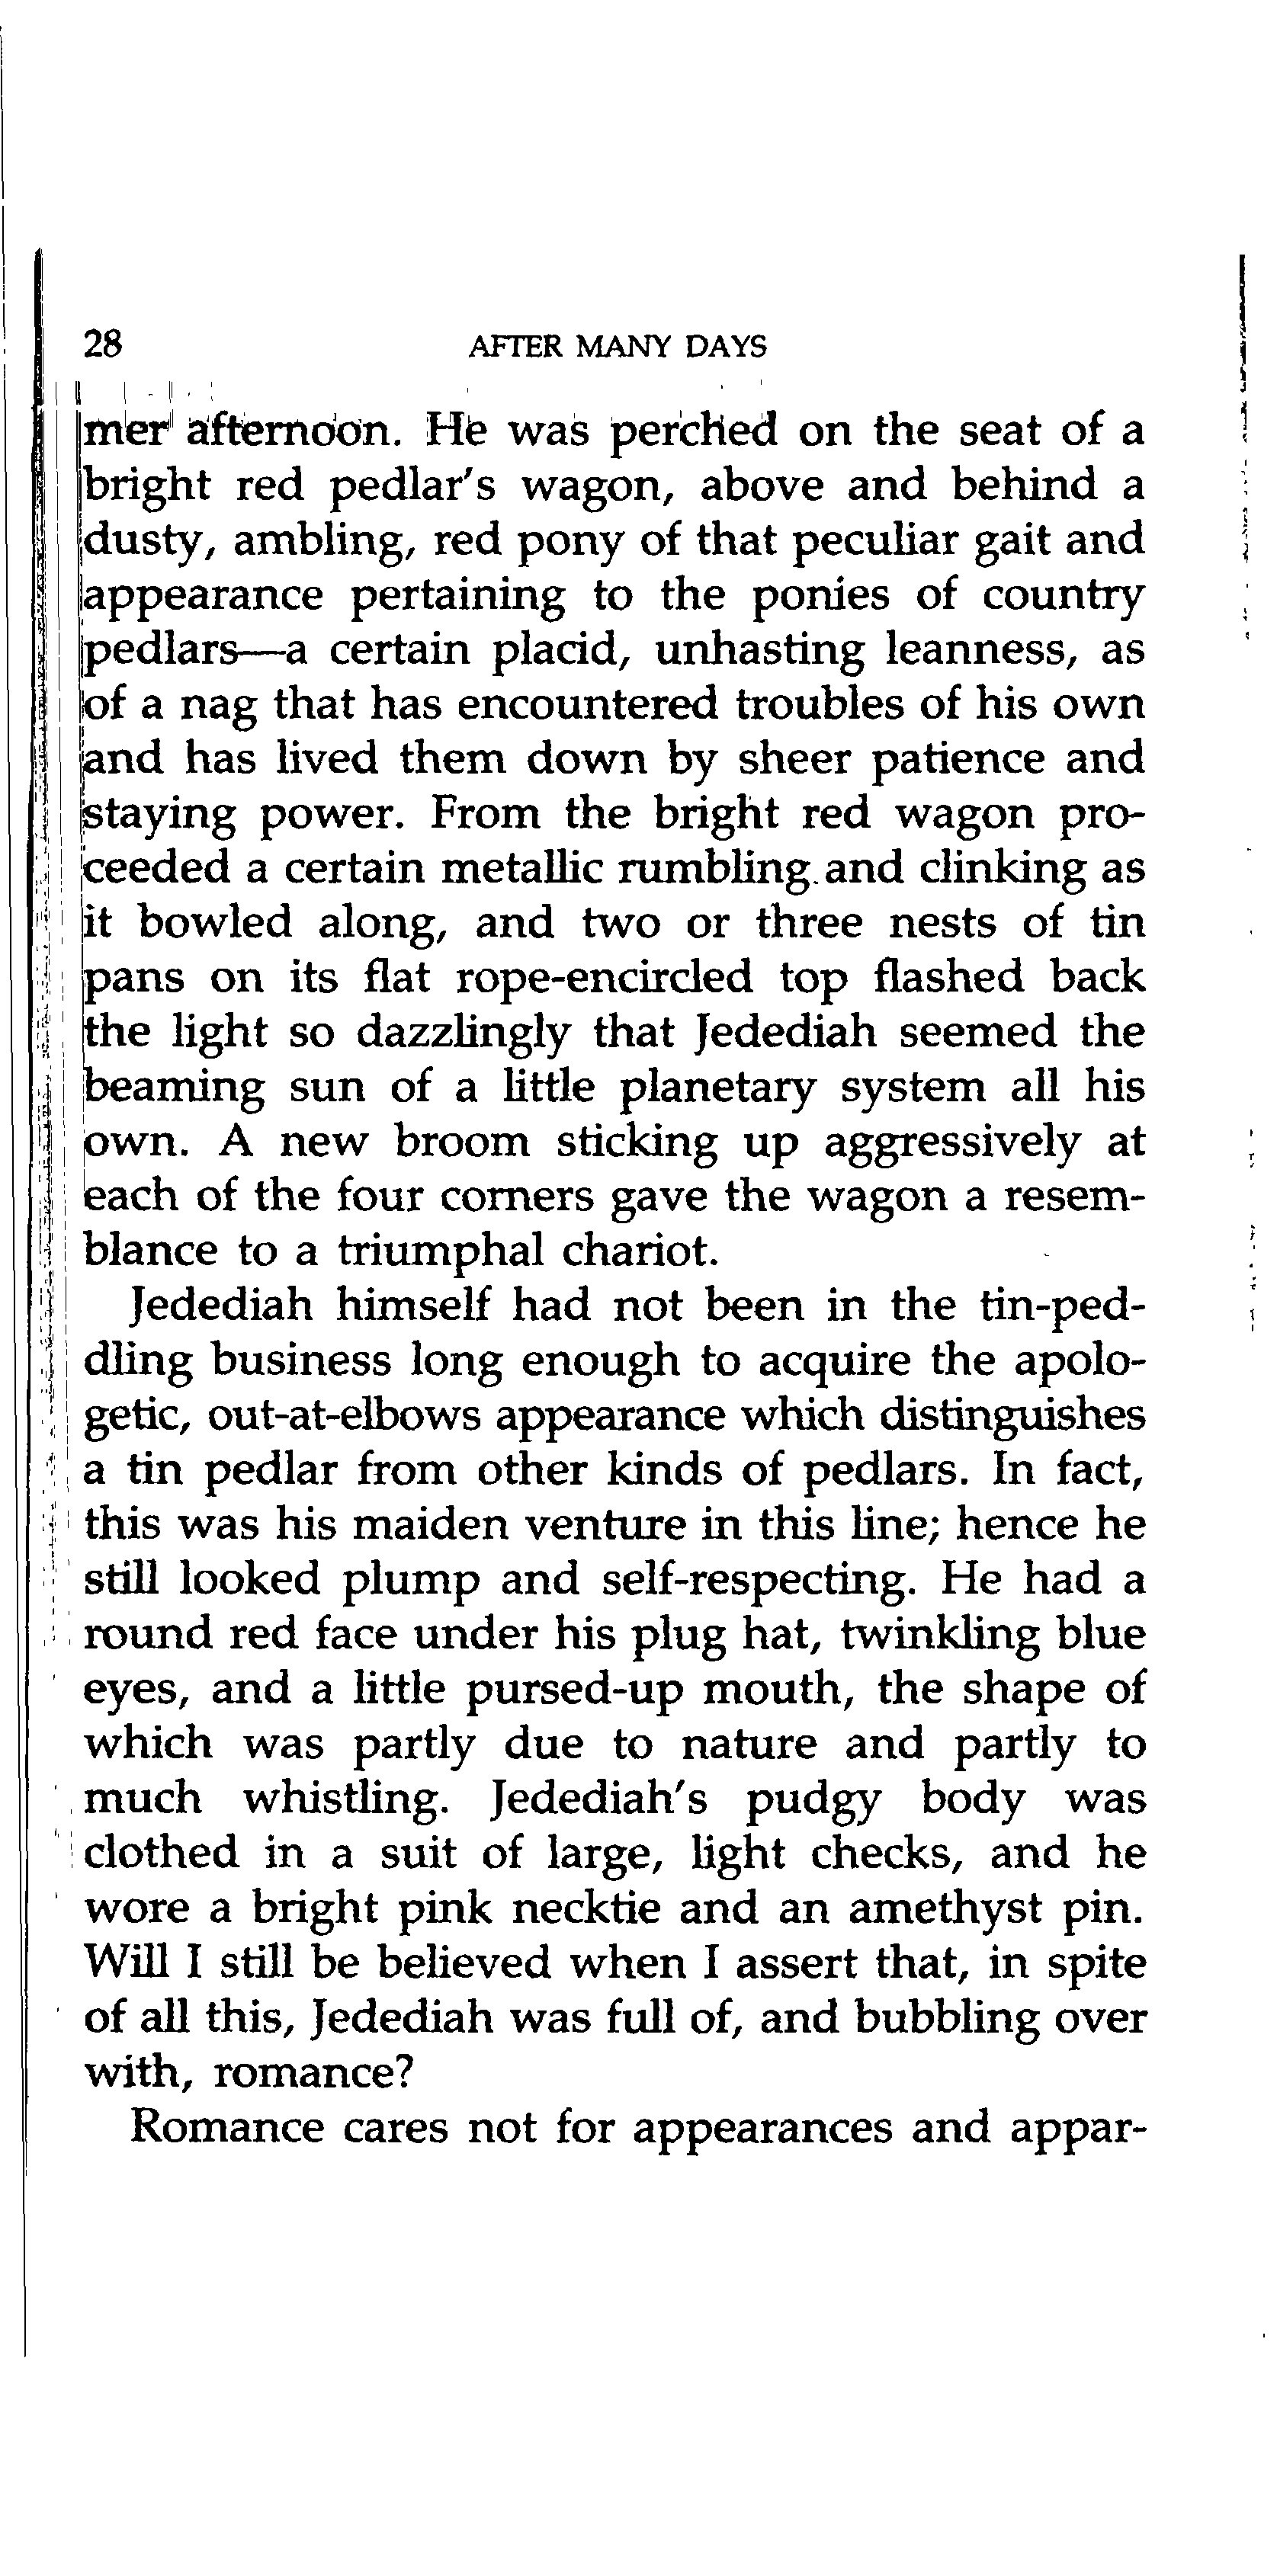 28 AFTER MANY DAYS
mer afternoon. He was perched on the seat of a
bright red pedlar's wagon, above and behind a
dusty, ambling, red pony of that peculiar gait and
appearance pertaining to the ponies of country
pedlars—a certain placid, unhasting leanness, as
of a nag that has encountered troubles of his own
and has lived them down by sheer patience and
staying power. From the bright red wagon pro-
ceeded a certain metallic rumbling and clinking as
it bowled along, and two or three nests of tin
pans on its flat rope-encircled top flashed back
the light so dazzlingly that Jedediah seemed the
beaming sun of a little planetary system all his
own. A new broom sticking up aggressively at
each of the four corners gave the wagon a resem-
blance to a triumphal chariot.
Jedediah himself had not been in the tin-ped-
dling business long enough to acquire the apolo-
getic, out-at-elbows appearance which distinguishes
a tin pedlar from other kinds of pedlars. In fact,
this was his maiden venture in this line; hence he
still looked plump and self-respecting. He had a
round red face under his plug hat, twinkling blue
eyes, and a little pursed-up mouth, the shape of
which was partly due to nature and partly to
much whistling. Jedediah's pudgy body was
clothed in a suit of large, light checks, and he
wore a bright pink necktie and an amethyst pin.
Will I still be believed when I assert that, in spite
of all this, Jedediah was full of, and bubbling over
with, romance?
Romance cares not for appearances and appar-